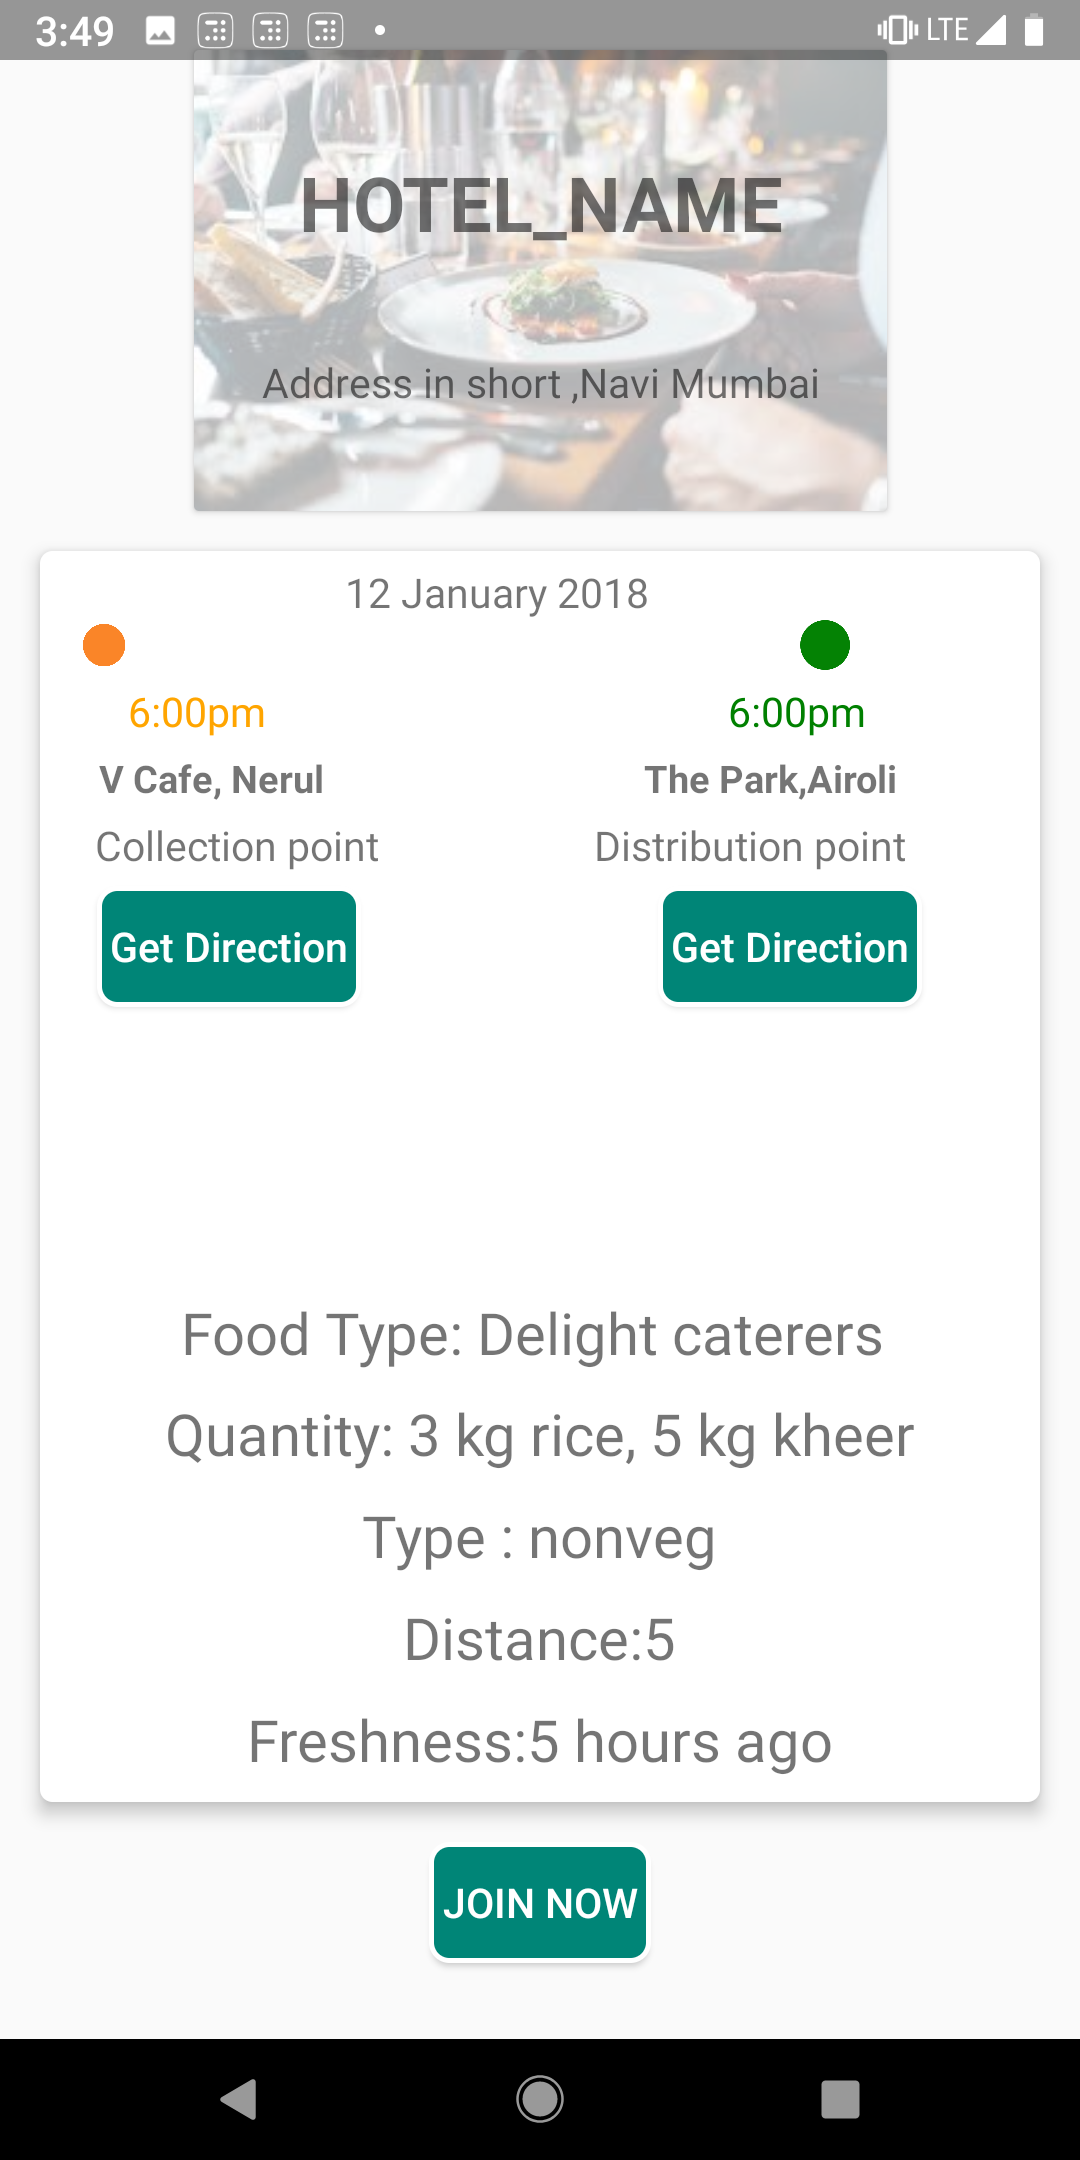 3:49 LTE
HOTEL_NAME
Address in short ,Navi Mumbai
12 January 2018
6:00pm 6:00pm
V Cafe, Nerul The Park,Airoli
Collection point Distribution point
Get Direction Get Direction
Food Type: Delight caterers
Quantity: 3 kg rice, 5 kg kheer
Type : nonveg
Distance:5
Freshness:5 hours ago
JOIN NOW